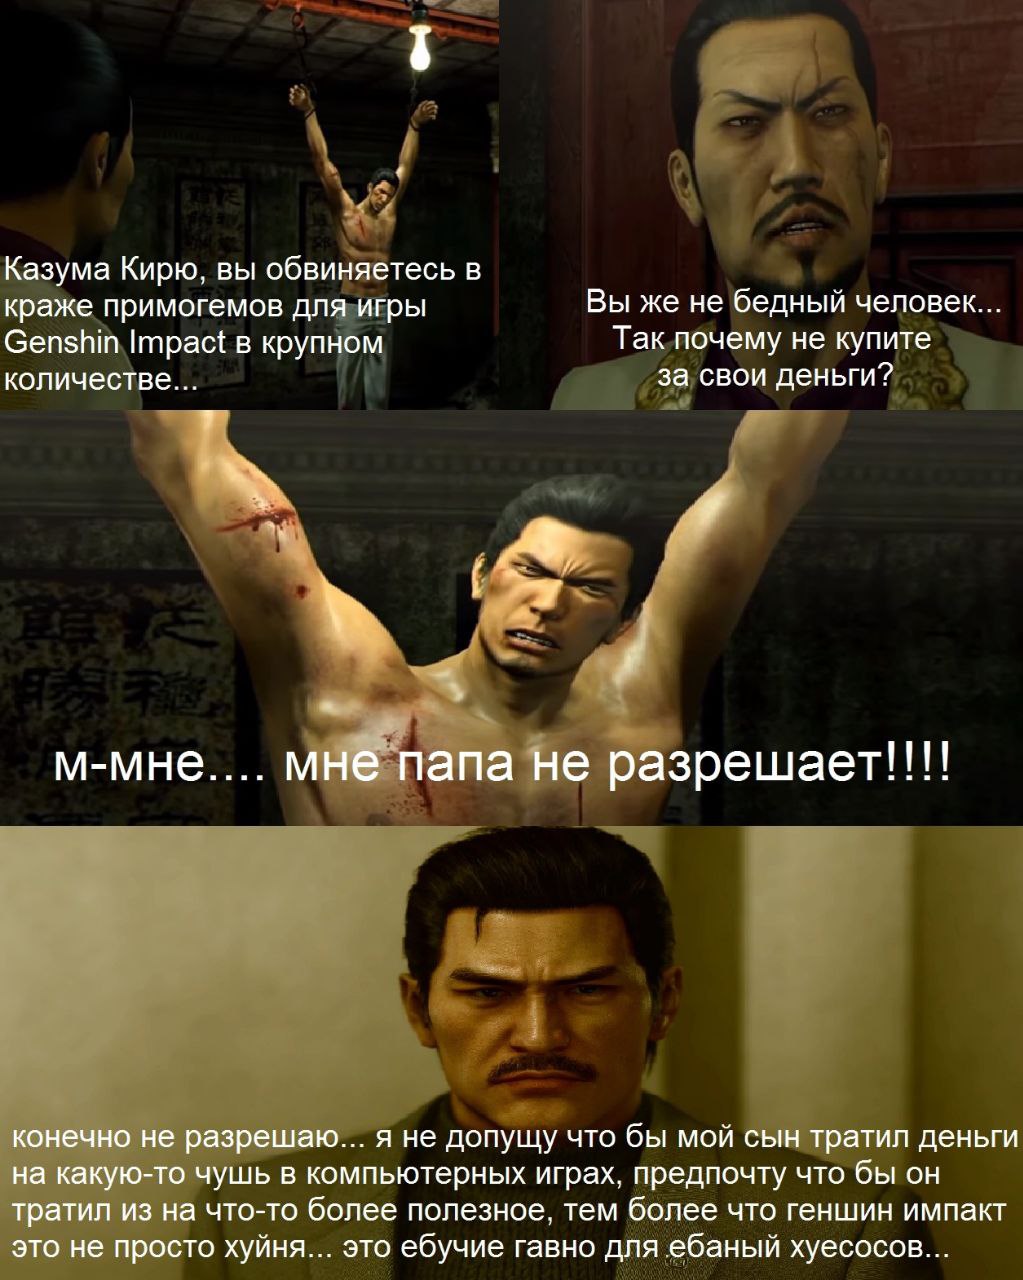 Казума Кирю, вы обвиняетесь в
краже примогемов для игры
Genshin Impact в крупном
количестве...
Вы же не бедный человек...
Так почему не купите
за свои деньги?
м-мне.... мне папа не разрешает!!!!
конечно не разрешаю... я не допущу что бы мой сын тратил деньги
на какую-то чушь в компьютерных играх, предпочту что бы он
тратил из на что-то более полезное, тем более что геншин импакт
это не просто хуйня... это ебучие гавно для ебаный хуесосов...